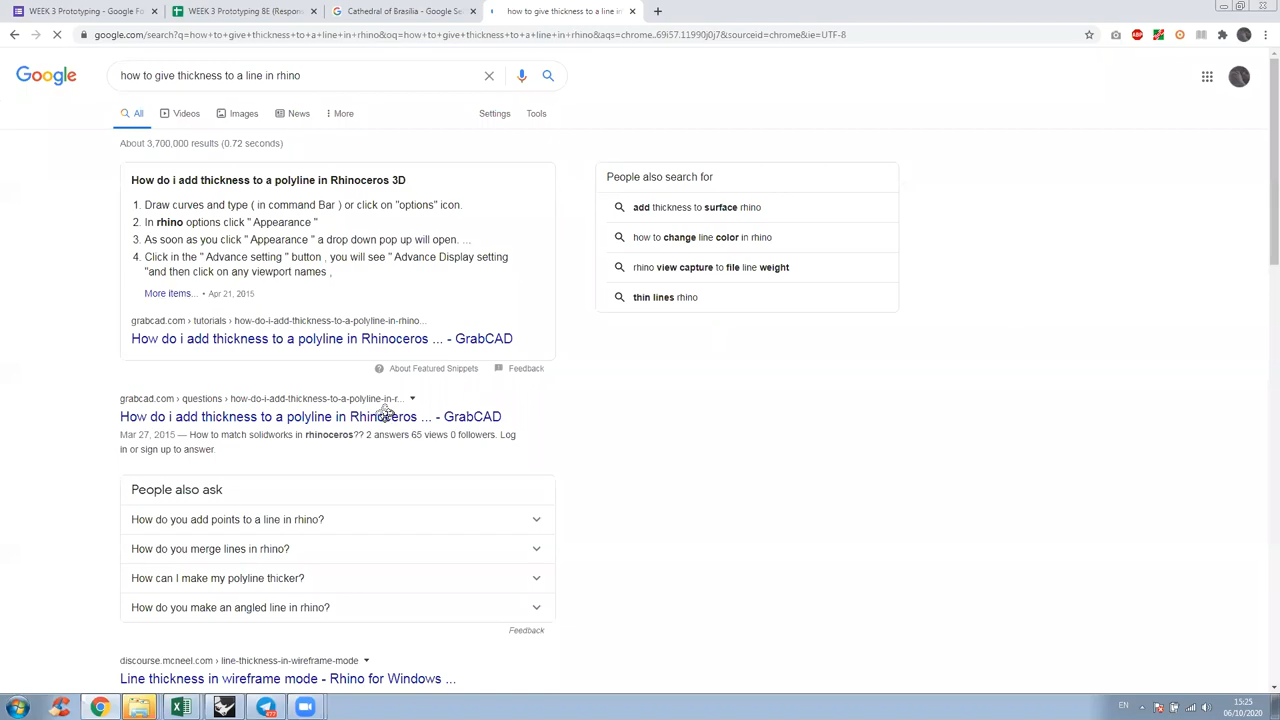 WEEK 3 Prototyping - Google Fo
WEEK 3 Prototyping 8E (Respon
Cathedral of Brasilia - Google Se
how to give thickness to a line in
google.com/search?q=how+to+give+thickness+to+a+line+in+rhino&oq=how+to+give+thickness+to+a+line+in+rhino&aqs=chrome..69i57.11990j0j7&sourceid=chrome&ie=UTF-8
Google
how to give thickness to a line in rhino
All
Videos
Images
News
More
Settings
Tools
About 3,700,000 results (0.72 seconds)
How do i add thickness to a polyline in Rhinoceros 3D
1. Draw curves and type ( in command Bar ) or click on "options" icon.
2. In rhino options click " Appearance "
3. As soon as you click " Appearance " a drop down pop up will open. ...
4. Click in the " Advance setting " button , you will see " Advance Display setting
"and then click on any viewport names ,
More items... • Apr 21, 2015
grabcad.com › tutorials › how-do-i-add-thickness-to-a-polyline-in-rhino...
How do i add thickness to a polyline in Rhinoceros ... - GrabCAD
About Featured Snippets
Feedback
People also search for
add thickness to surface rhino
how to change line color in rhino
rhino view capture to file line weight
thin lines rhino
grabcad.com › questions › how-do-i-add-thickness-to-a-polyline-in-r...
How do i add thickness to a polyline in Rhinoceros ... - GrabCAD
Mar 27, 2015 — How to match solidworks in rhinoceros?? 2 answers 65 views 0 followers. Log
in or sign up to answer.
People also ask
How do you add points to a line in rhino?
How do you merge lines in rhino?
How can I make my polyline thicker?
How do you make an angled line in rhino?
Feedback
discourse.mcneel.com › line-thickness-in-wireframe-mode
Line thickness in wireframe mode - Rhino for Windows ...
EN
15:25
06/10/2020